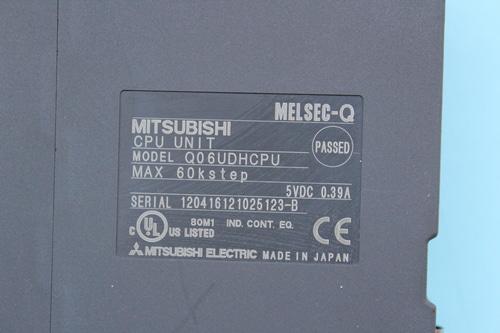 MELSEC-Q
MITSUBISHI
CPU UNIT
PASSED
MODEL Q06UDHCPU
MAX 60kstep
5VDC 0.39A
SERIAL 120416121025123-B
80M1 IND. CONT. EQ.
C UL US LISTED
CE
MITSUBISHI ELECTRIC MADE IN JAPAN